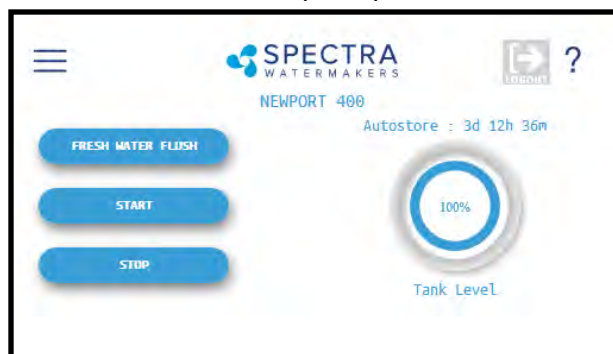 SPECTRA
WATERMAKERS
LOGOUT
?
NEWPORT 400
Autostore : 3d 12h 36m
FRESH WATER FLUSH
START
100%
STOP
Tank Level